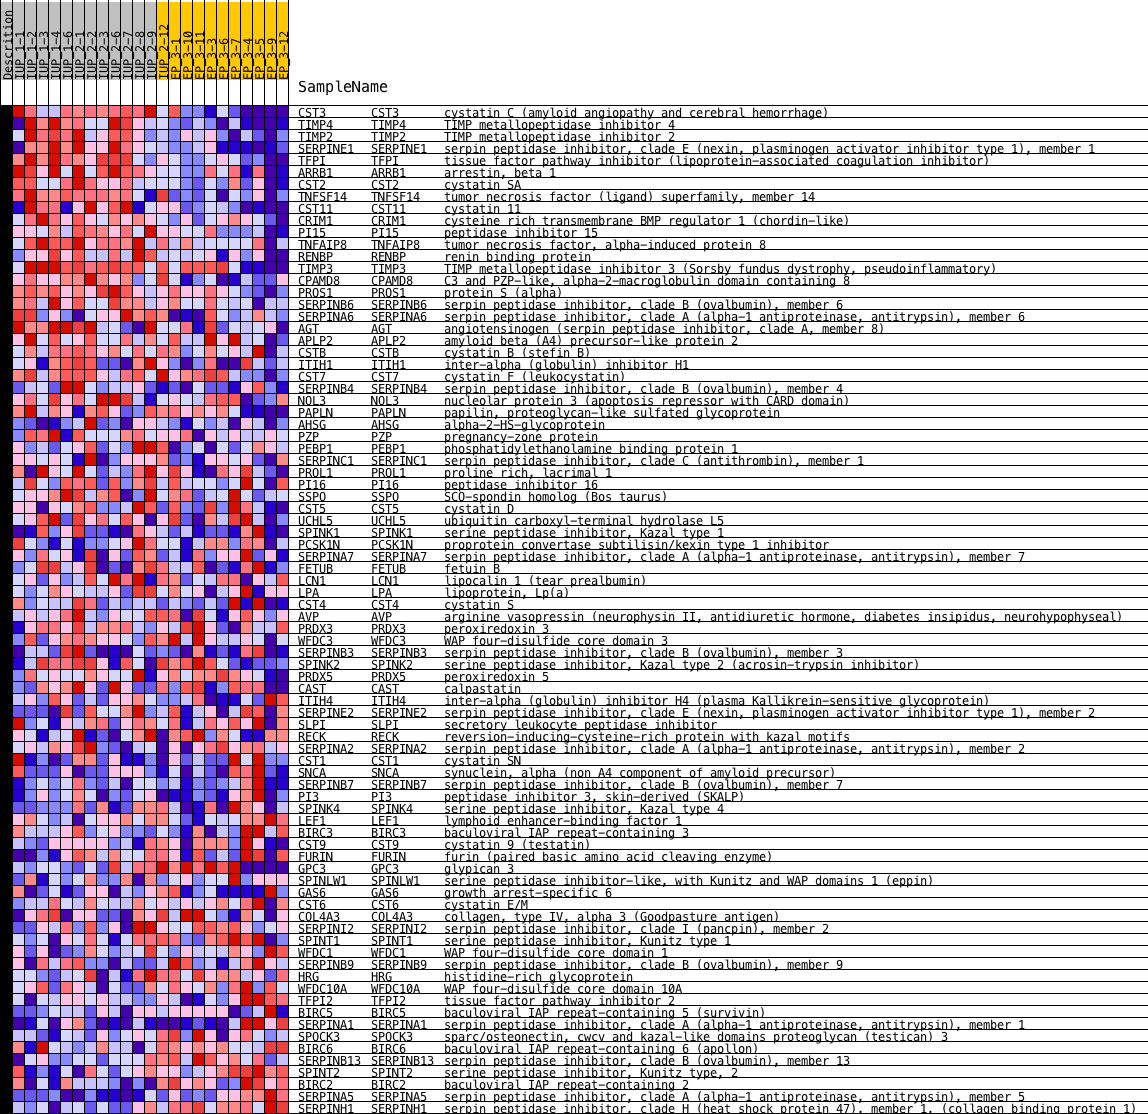 Descrition
IUP_1-1
IUP_1-2
IUP_1-3
IUP_1-4
IUP_1-6
IUP_2-1
IUP_2-2
IUP_2-3
IUP_2-6
IUP_2-7
IUP_2-8
IUP_2-9
IUP_2-12
EP_3-1
EP_3-10
EP_3-11
EP_3-3
EP_3-6
EP_3-7
EP_3-4
EP_3-5
EP_3-9
EP_3-12
SampleName
CST3 CST3 cystatin C (amyloid angiopathy and cerebral hemorrhage)
TIMP4 TIMP4 TIMP metallopeptidase inhibitor 4
TIMP2 TIMP2 TIMP metallopeptidase inhibitor 2
SERPINE1 SERPINE1 serpin peptidase inhibitor, clade E (nexin, plasminogen activator inhibitor type 1), member 1
TFPI TFPI tissue factor pathway inhibitor (lipoprotein-associated coagulation inhibitor)
ARRB1 ARRB1 arrestin, beta 1
CST2 CST2 cystatin SA
TNFSF14 TNFSF14 tumor necrosis factor (ligand) superfamily, member 14
CST11 CST11 cystatin 11
CRIM1 CRIM1 cysteine rich transmembrane BMP regulator 1 (chordin-like)
PI15 PI15 peptidase inhibitor 15
TNFAIP8 TNFAIP8 tumor necrosis factor, alpha-induced protein 8
RENBP RENBP renin binding protein
TIMP3 TIMP3 TIMP metallopeptidase inhibitor 3 (Sorsby fundus dystrophy, pseudoinflammatory)
CPAMD8 CPAMD8 C3 and PZP-like, alpha-2-macroglobulin domain containing 8
PROS1 PROS1 protein S (alpha)
SERPINB6 SERPINB6 serpin peptidase inhibitor, clade B (ovalbumin), member 6
SERPINA6 SERPINA6 serpin peptidase inhibitor, clade A (alpha-1 antiproteinase, antitrypsin), member 6
AGT AGT angiotensinogen (serpin peptidase inhibitor, clade A, member 8)
APLP2 APLP2 amyloid beta (A4) precursor-like protein 2
CSTB CSTB cystatin B (stefin B)
ITIH1 ITIH1 inter-alpha (globulin) inhibitor H1
CST7 CST7 cystatin F (leukocystatin)
SERPINB4 SERPINB4 serpin peptidase inhibitor, clade B (ovalbumin), member 4
NOL3 NOL3 nucleolar protein 3 (apoptosis repressor with CARD domain)
PAPLN PAPLN papilin, proteoglycan-like sulfated glycoprotein
AHSG AHSG alpha-2-HS-glycoprotein
PZP PZP pregnancy-zone protein
PEBP1 PEBP1 phosphatidylethanolamine binding protein 1
SERPINC1 SERPINC1 serpin peptidase inhibitor, clade C (antithrombin), member 1
PROL1 PROL1 proline rich, lacrimal 1
PI16 PI16 peptidase inhibitor 16
SSPO SSPO SCO-spondin homolog (Bos taurus)
CST5 CST5 cystatin D
UCHL5 UCHL5 ubiquitin carboxyl-terminal hydrolase L5
SPINK1 SPINK1 serine peptidase inhibitor, Kazal type 1
PCSK1N PCSK1N proprotein convertase subtilisin/kexin type 1 inhibitor
SERPINA7 SERPINA7 serpin peptidase inhibitor, clade A (alpha-1 antiproteinase, antitrypsin), member 7
FETUB FETUB fetuin B
LCN1 LCN1 lipocalin 1 (tear prealbumin)
LPA LPA lipoprotein, Lp(a)
CST4 CST4 cystatin S
AVP AVP arginine vasopressin (neurophysin II, antidiuretic hormone, diabetes insipidus, neurohypophyseal)
PRDX3 PRDX3 peroxiredoxin 3
WFDC3 WFDC3 WAP four-disulfide core domain 3
SERPINB3 SERPINB3 serpin peptidase inhibitor, clade B (ovalbumin), member 3
SPINK2 SPINK2 serine peptidase inhibitor, Kazal type 2 (acrosin-trypsin inhibitor)
PRDX5 PRDX5 peroxiredoxin 5
CAST CAST calpastatin
ITIH4 ITIH4 inter-alpha (globulin) inhibitor H4 (plasma Kallikrein-sensitive glycoprotein)
SERPINE2 SERPINE2 serpin peptidase inhibitor, clade E (nexin, plasminogen activator inhibitor type 1), member 2
SLPI SLPI secretory leukocyte peptidase inhibitor
RECK RECK reversion-inducing-cysteine-rich protein with kazal motifs
SERPINA2 SERPINA2 serpin peptidase inhibitor, clade A (alpha-1 antiproteinase, antitrypsin), member 2
CST1 CST1 cystatin SN
SNCA SNCA synuclein, alpha (non A4 component of amyloid precursor)
SERPINB7 SERPINB7 serpin peptidase inhibitor, clade B (ovalbumin), member 7
PI3 PI3 peptidase inhibitor 3, skin-derived (SKALP)
SPINK4 SPINK4 serine peptidase inhibitor, Kazal type 4
LEF1 LEF1 lymphoid enhancer-binding factor 1
BIRC3 BIRC3 baculoviral IAP repeat-containing 3
CST9 CST9 cystatin 9 (testatin)
FURIN FURIN furin (paired basic amino acid cleaving enzyme)
GPC3 GPC3 glypican 3
SPINLW1 SPINLW1 serine peptidase inhibitor-like, with Kunitz and WAP domains 1 (eppin)
GAS6 GAS6 growth arrest-specific 6
CST6 CST6 cystatin E/M
COL4A3 COL4A3 collagen, type IV, alpha 3 (Goodpasture antigen)
SERPINI2 SERPINI2 serpin peptidase inhibitor, clade I (pancpin), member 2
SPINT1 SPINT1 serine peptidase inhibitor, Kunitz type 1
WFDC1 WFDC1 WAP four-disulfide core domain 1
SERPINB9 SERPINB9 serpin peptidase inhibitor, clade B (ovalbumin), member 9
HRG HRG histidine-rich glycoprotein
WFDC10A WFDC10A WAP four-disulfide core domain 10A
TFPI2 TFPI2 tissue factor pathway inhibitor 2
BIRC5 BIRC5 baculoviral IAP repeat-containing 5 (survivin)
SERPINA1 SERPINA1 serpin peptidase inhibitor, clade A (alpha-1 antiproteinase, antitrypsin), member 1
SPOCK3 SPOCK3 sparc/osteonectin, cwcv and kazal-like domains proteoglycan (testican) 3
BIRC6 BIRC6 baculoviral IAP repeat-containing 6 (apollon)
SERPINB13 SERPINB13 serpin peptidase inhibitor, clade B (ovalbumin), member 13
SPINT2 SPINT2 serine peptidase inhibitor, Kunitz type, 2
BIRC2 BIRC2 baculoviral IAP repeat-containing 2
SERPINA5 SERPINA5 serpin peptidase inhibitor, clade A (alpha-1 antiproteinase, antitrypsin), member 5
SERPINH1 SERPINH1 serpin peptidase inhibitor, clade H (heat shock protein 47), member 1, (collagen binding protein 1)